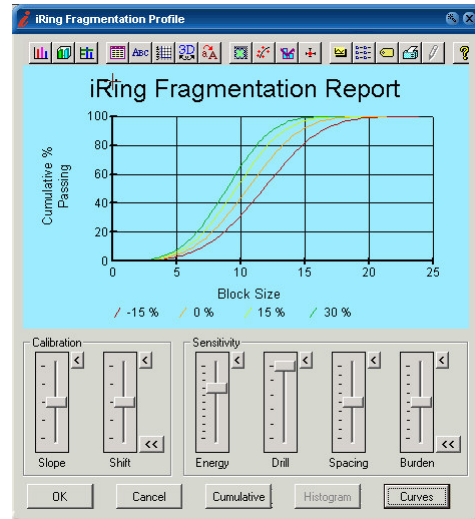 iRing Fragmentation Profile
ABC 3D A A ?
iRing Fragmentation Report
Cumulative %
Passing
100
80
60
40
20
0
0 5 10 15 20 25
Block Size
-15 % 0 % 15 % 30 %
Calibration Sensitivity
< < < < < <
<< <<
Slope Shift Energy Drill Spacing Burden
OK Cancel Cumulative Histogram Curves